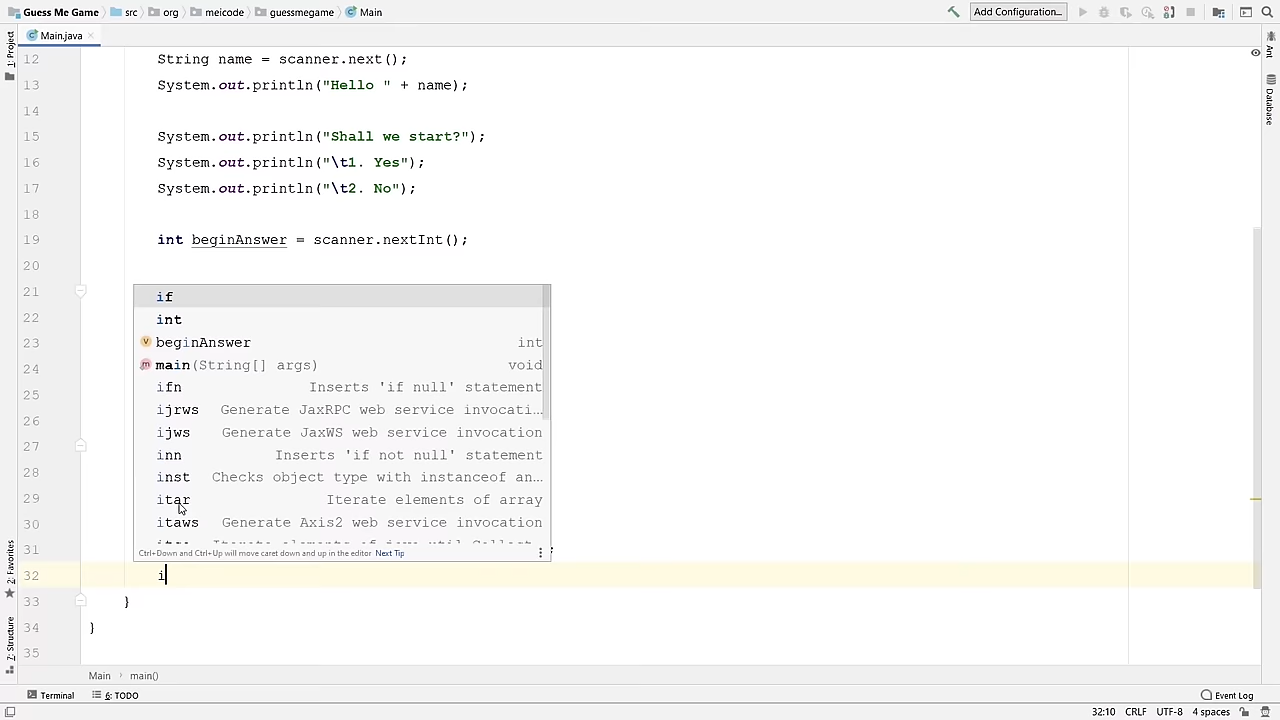 Guess Me Game > src > org > meicode > guessmegame > Main
Add Configuration...
Main.java
1: Project
2: Favorites
7: Structure
Ant
Database
12 String name = scanner.next();
13 System.out.println("Hello " + name);
14
15 System.out.println("Shall we start?");
16 System.out.println("\t1. Yes");
17 System.out.println("\t2. No");
18
19 int beginAnswer = scanner.nextInt();
20
21
22
23
24
25
26
27
28
29
30
31 ;
32 i
33 }
34 }
35
if
int
beginAnswer int
main(String[] args) void
ifn Inserts 'if null' statement
ijrws Generate JaxRPC web service invocati...
ijws Generate JaxWS web service invocation
inn Inserts 'if not null' statement
inst Checks object type with instanceof an...
itar Iterate elements of array
itaws Generate Axis2 web service invocation
Ctrl+Down and Ctrl+Up will move caret down and up in the editor Next Tip
Main > main()
Terminal 6: TODO
Event Log
32:10 CRLF UTF-8 4 spaces